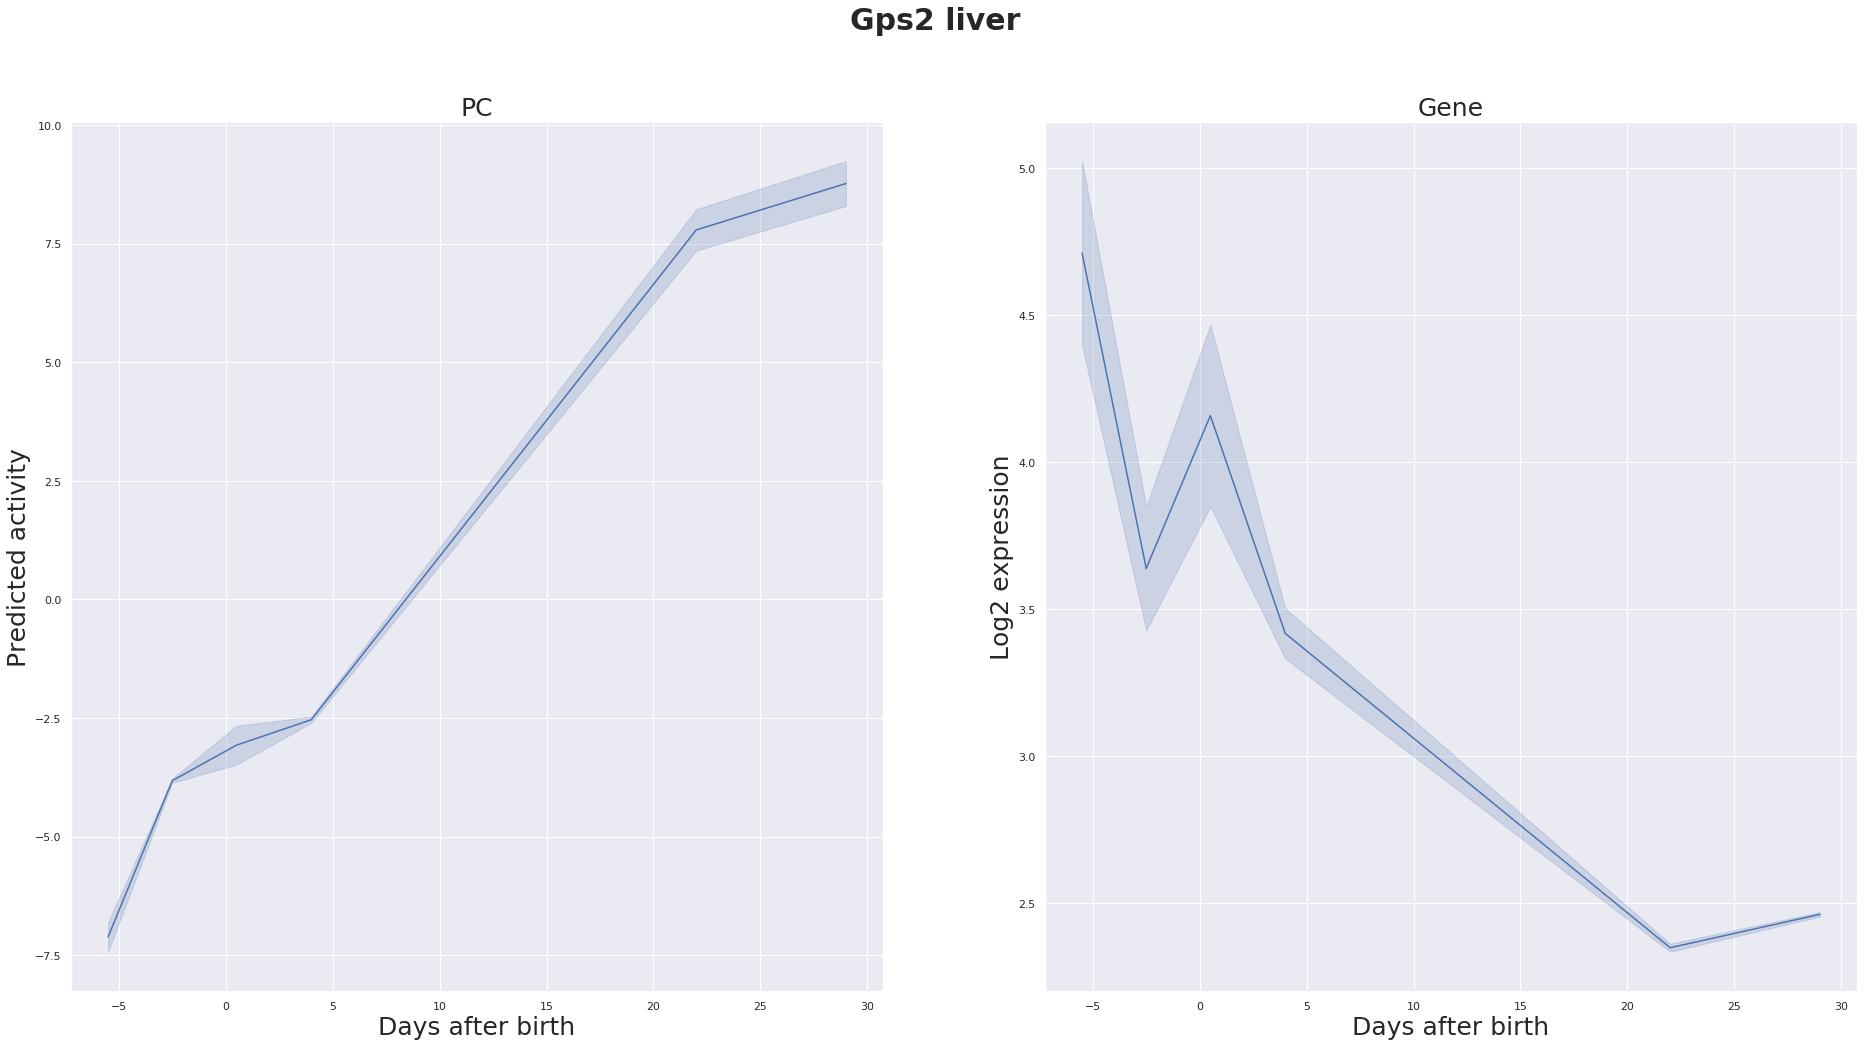 Gps2 liver
PC
Predicted activity
10.0
7.5
5.0
2.5
0.0
−2.5
−5.0
−7.5
−5 0 5 10 15 20 25 30
Days after birth
Gene
Log2 expression
5.0
4.5
4.0
3.5
3.0
2.5
−5 0 5 10 15 20 25 30
Days after birth